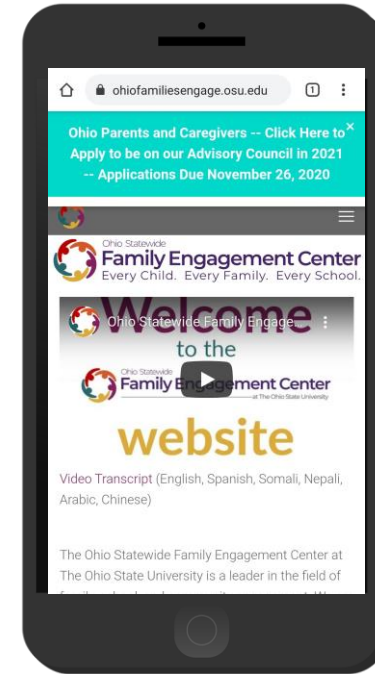 ohiofamiliesengage.osu.edu 1
Ohio Parents and Caregivers -- Click Here to ×
Apply to be on our Advisory Council in 2021
-- Applications Due November 26, 2020
Ohio Statewide
Family Engagement Center
Every Child. Every Family. Every School.
Welcome
Ohio Statewide Family Engage...
to the
Ohio Statewide
Family Engagement Center
at The Ohio State University
website
Video Transcript (English, Spanish, Somali, Nepali,
Arabic, Chinese)
The Ohio Statewide Family Engagement Center at
The Ohio State University is a leader in the field of